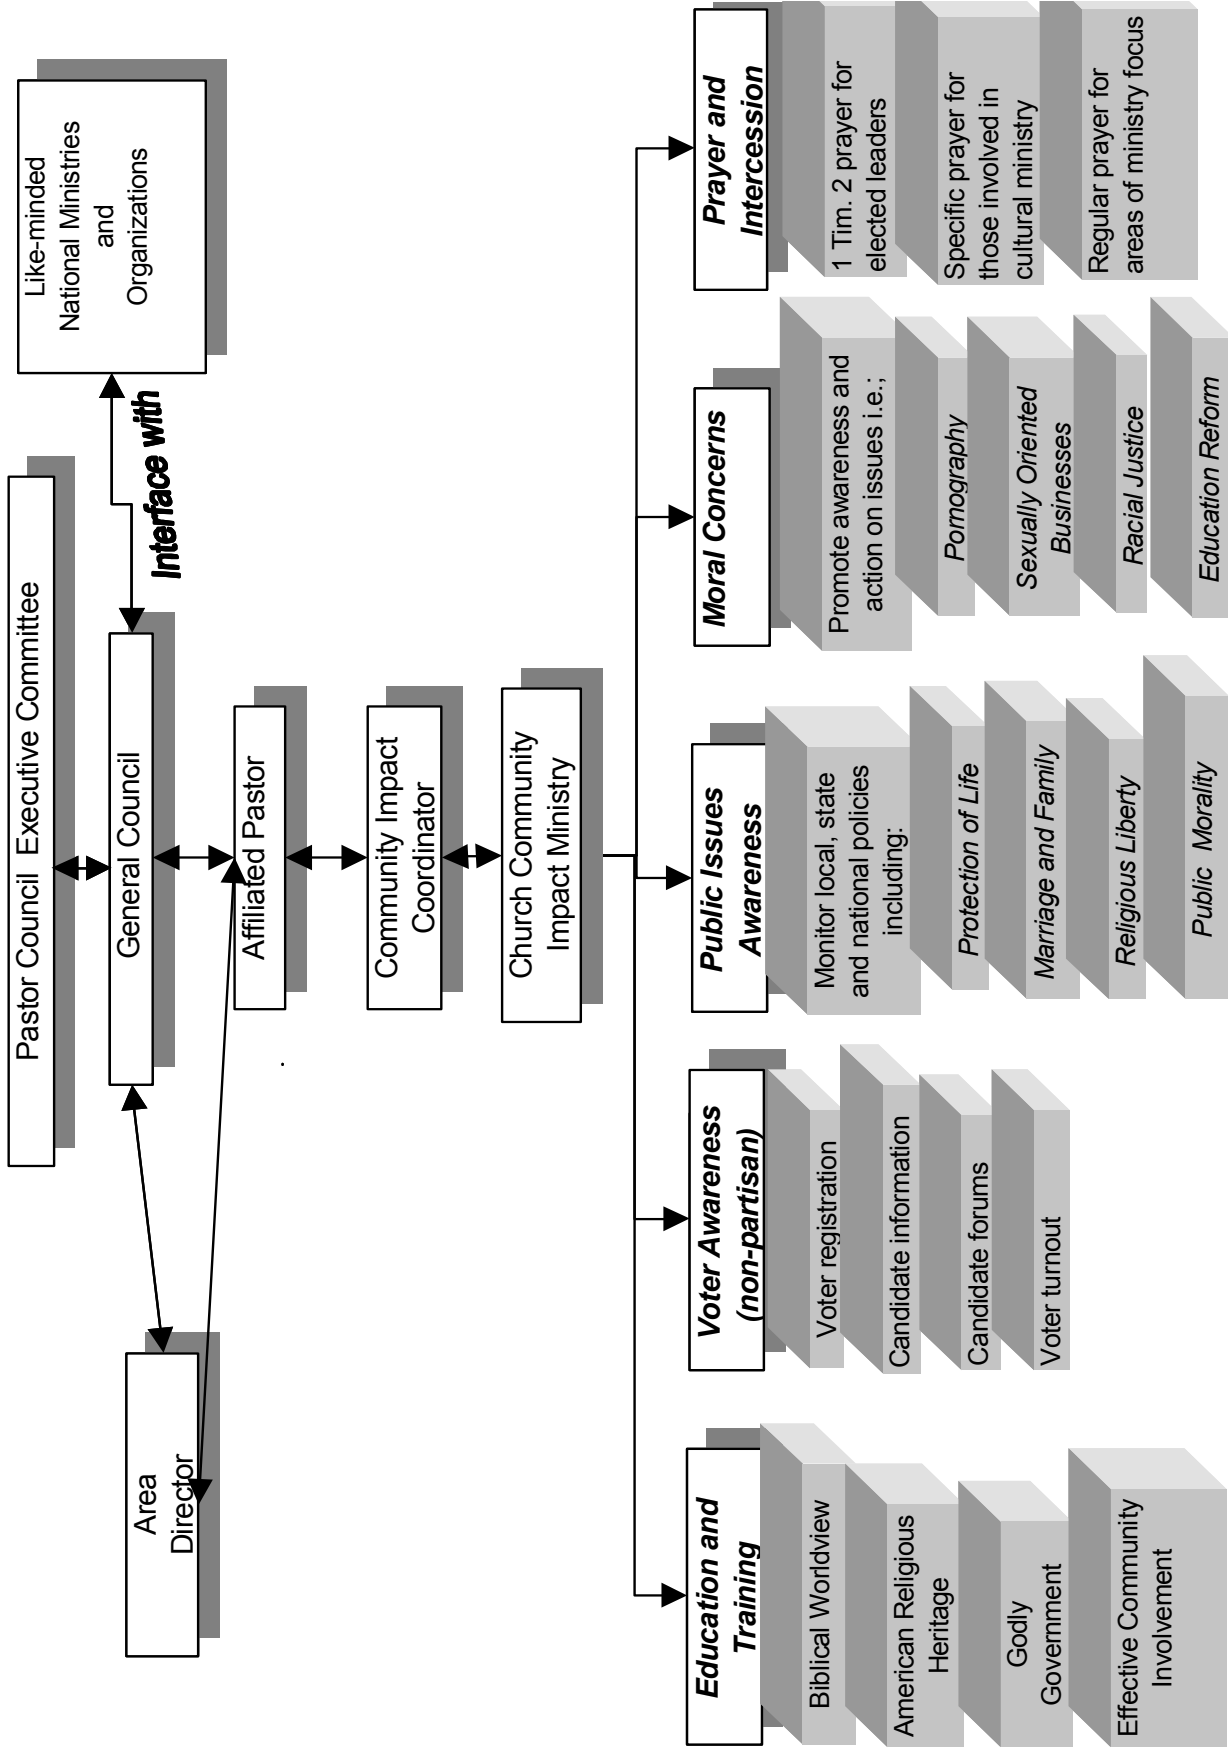 Pastor Council Executive Committee
Like-minded
National Ministries
and
Organizations
Interface with
General Council
Area
Director
Affiliated Pastor
Community Impact
Coordinator
Church Community
Impact Ministry
Education and
Training
Biblical Worldview
American Religious
Heritage
Godly
Government
Effective Community
Involvement
Voter Awareness
(non-partisan)
Voter registration
Candidate information
Candidate forums
Voter turnout
Public Issues
Awareness
Monitor local, state
and national policies
including:
Protection of Life
Marriage and Family
Religious Liberty
Public Morality
Moral Concerns
Promote awareness and
action on issues i.e.;
Pornography
Sexually Oriented
Businesses
Racial Justice
Education Reform
Prayer and
Intercession
1 Tim. 2 prayer for
elected leaders
Specific prayer for
those involved in
cultural ministry
Regular prayer for
areas of ministry focus